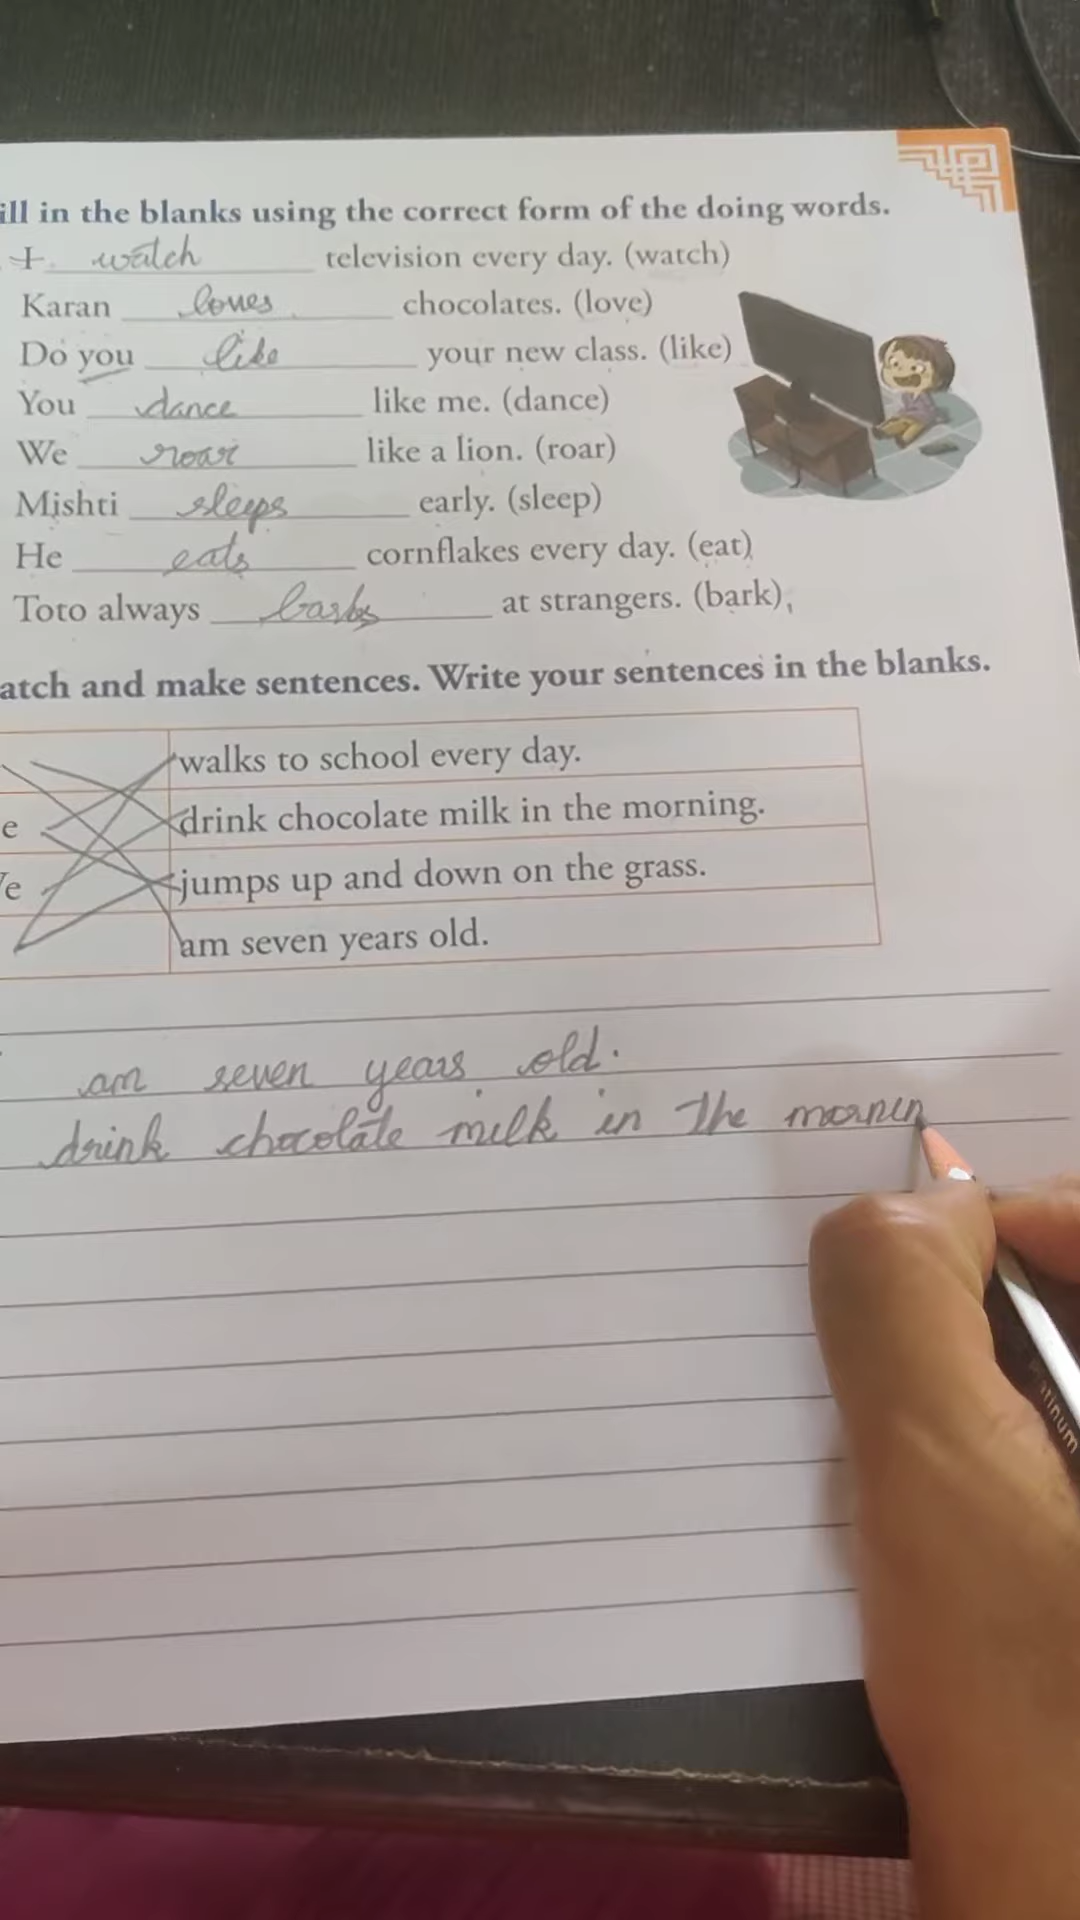 ill in the blanks using the correct form of the doing words.
I watch television every day. (watch)
Karan loves chocolates. (love)
Do you like your new class. (like)
You dance like me. (dance)
We roar like a lion. (roar)
Mishti sleeps early. (sleep)
He eats cornflakes every day. (eat)
Toto always barks at strangers. (bark)
atch and make sentences. Write your sentences in the blanks.
walks to school every day.
e drink chocolate milk in the morning.
e jumps up and down on the grass.
am seven years old.
am seven years old.
drink chocolate milk in the mornin
atinum